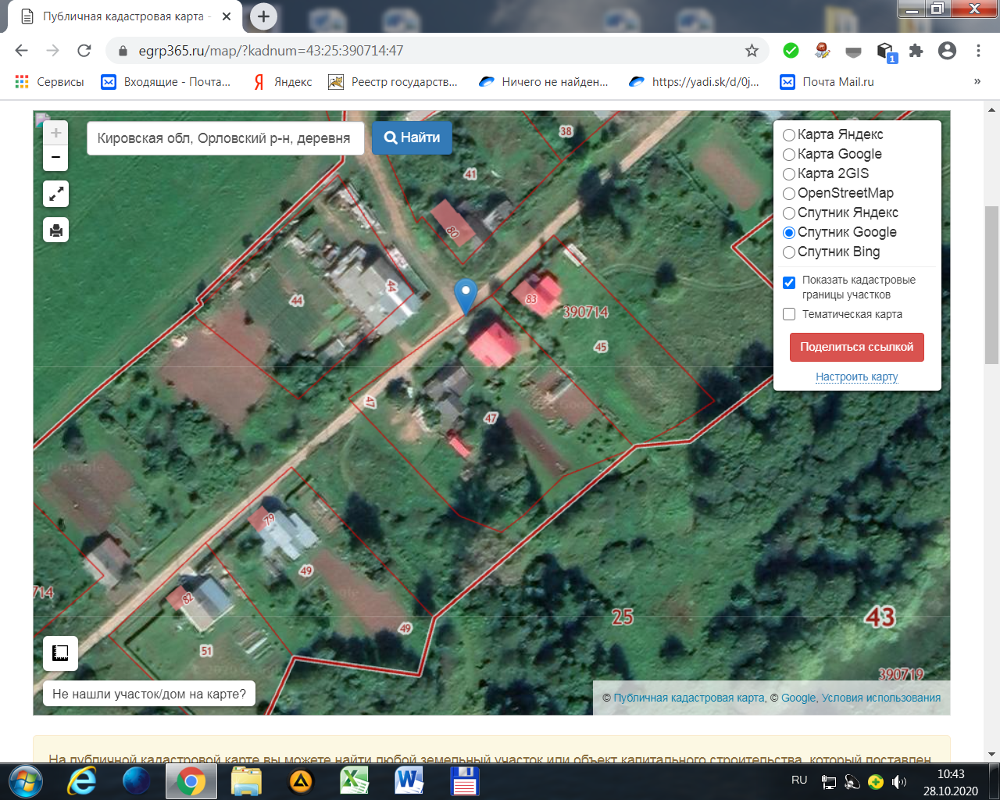 Публичная кадастровая карта -
egrp365.ru/map/?kadnum=43:25:390714:47
1
Сервисы
Входящие - Почта...
Яндекс
Реестр государств...
Ничего не найден...
https://yadi.sk/d/0j...
Почта Mail.ru
»
+
−
Кировская обл, Орловский р-н, деревня
Найти
Карта Яндекс
Карта Google
Карта 2GIS
OpenStreetMap
Спутник Яндекс
Спутник Google
Спутник Bing
Показать кадастровые
границы участков
Тематическая карта
Поделиться ссылкой
Настроить карту
38
41
80
44
44
83
390714
45
47
47
79
49
714
82
49
25
43
51
390719
Не нашли участок/дом на карте?
© Публичная кадастровая карта, © Google, Условия использования
На публичной кадастровой карте вы можете найти любой земельный участок или объект капитального строительства, который поставлен
RU
10:43
28.10.2020